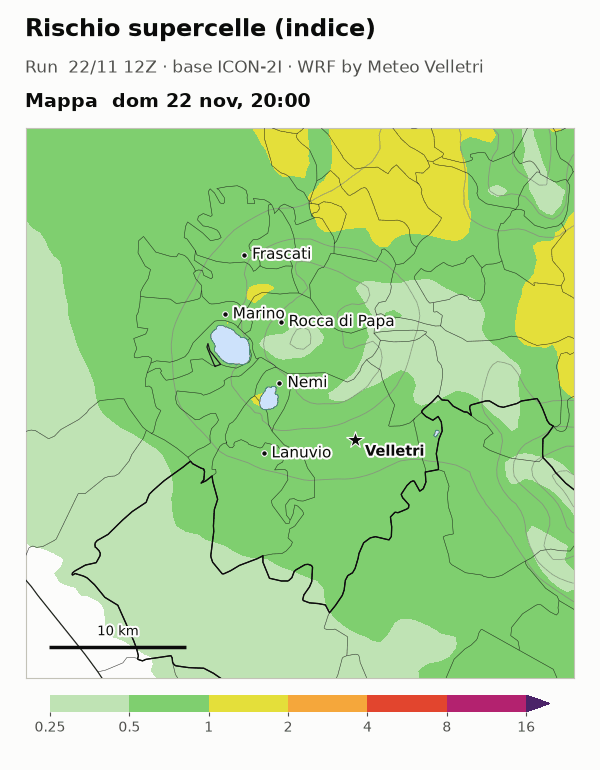 Rischio supercelle (indice)
Run  22/11 12Z · base ICON-2I · WRF by Meteo Velletri
Mappa  dom 22 nov, 20:00
Frascati
Marino
Rocca di Papa
Nemi
Velletri
Lanuvio
10 km
0.25 0.5 1 2 4 8 16